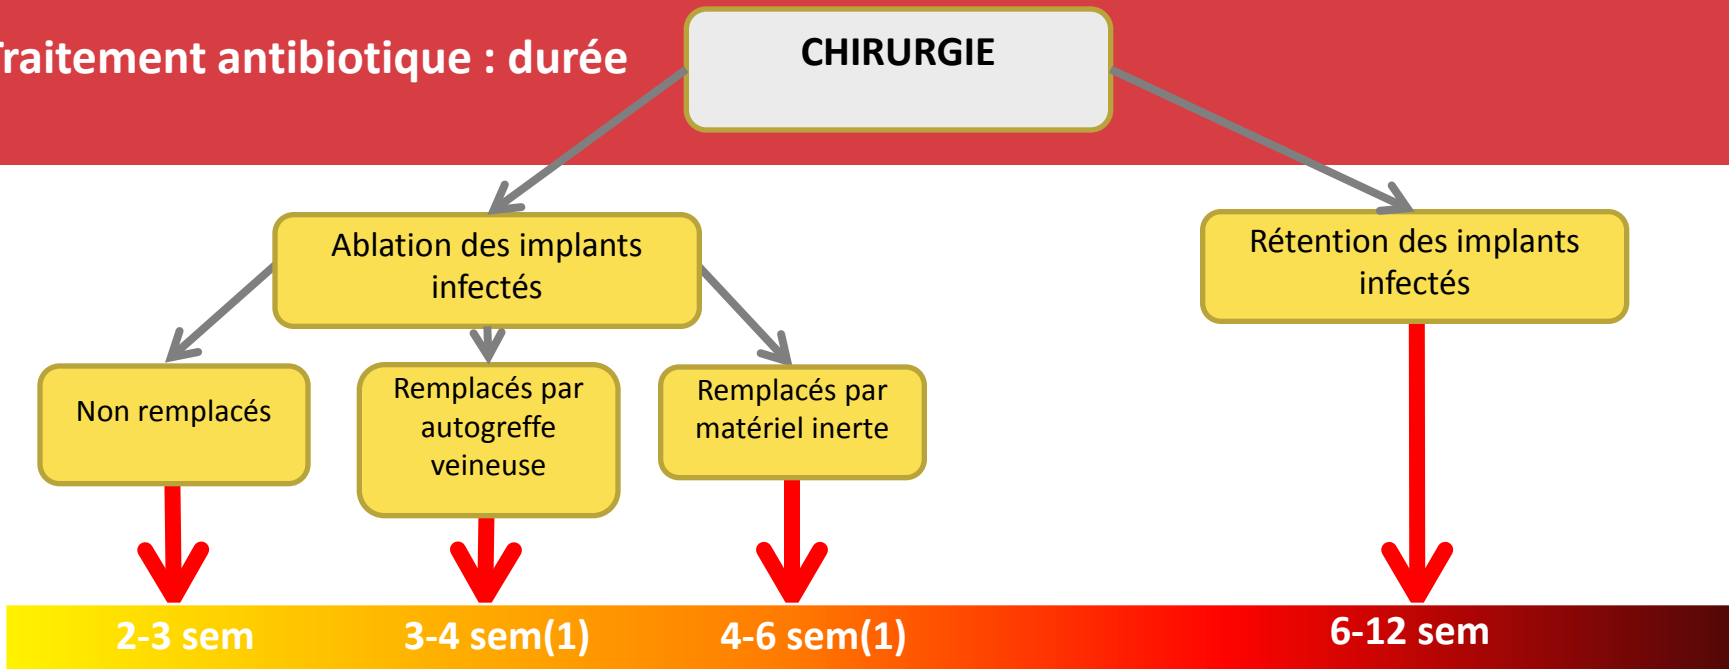 Traitement antibiotique : durée
CHIRURGIE
Ablation des implants
infectés
Rétention des implants
infectés
Non remplacés
Remplacés par
autogreffe
veineuse
Remplacés par
matériel inerte
2-3 sem
3-4 sem(1)
4-6 sem(1)
6-12 sem